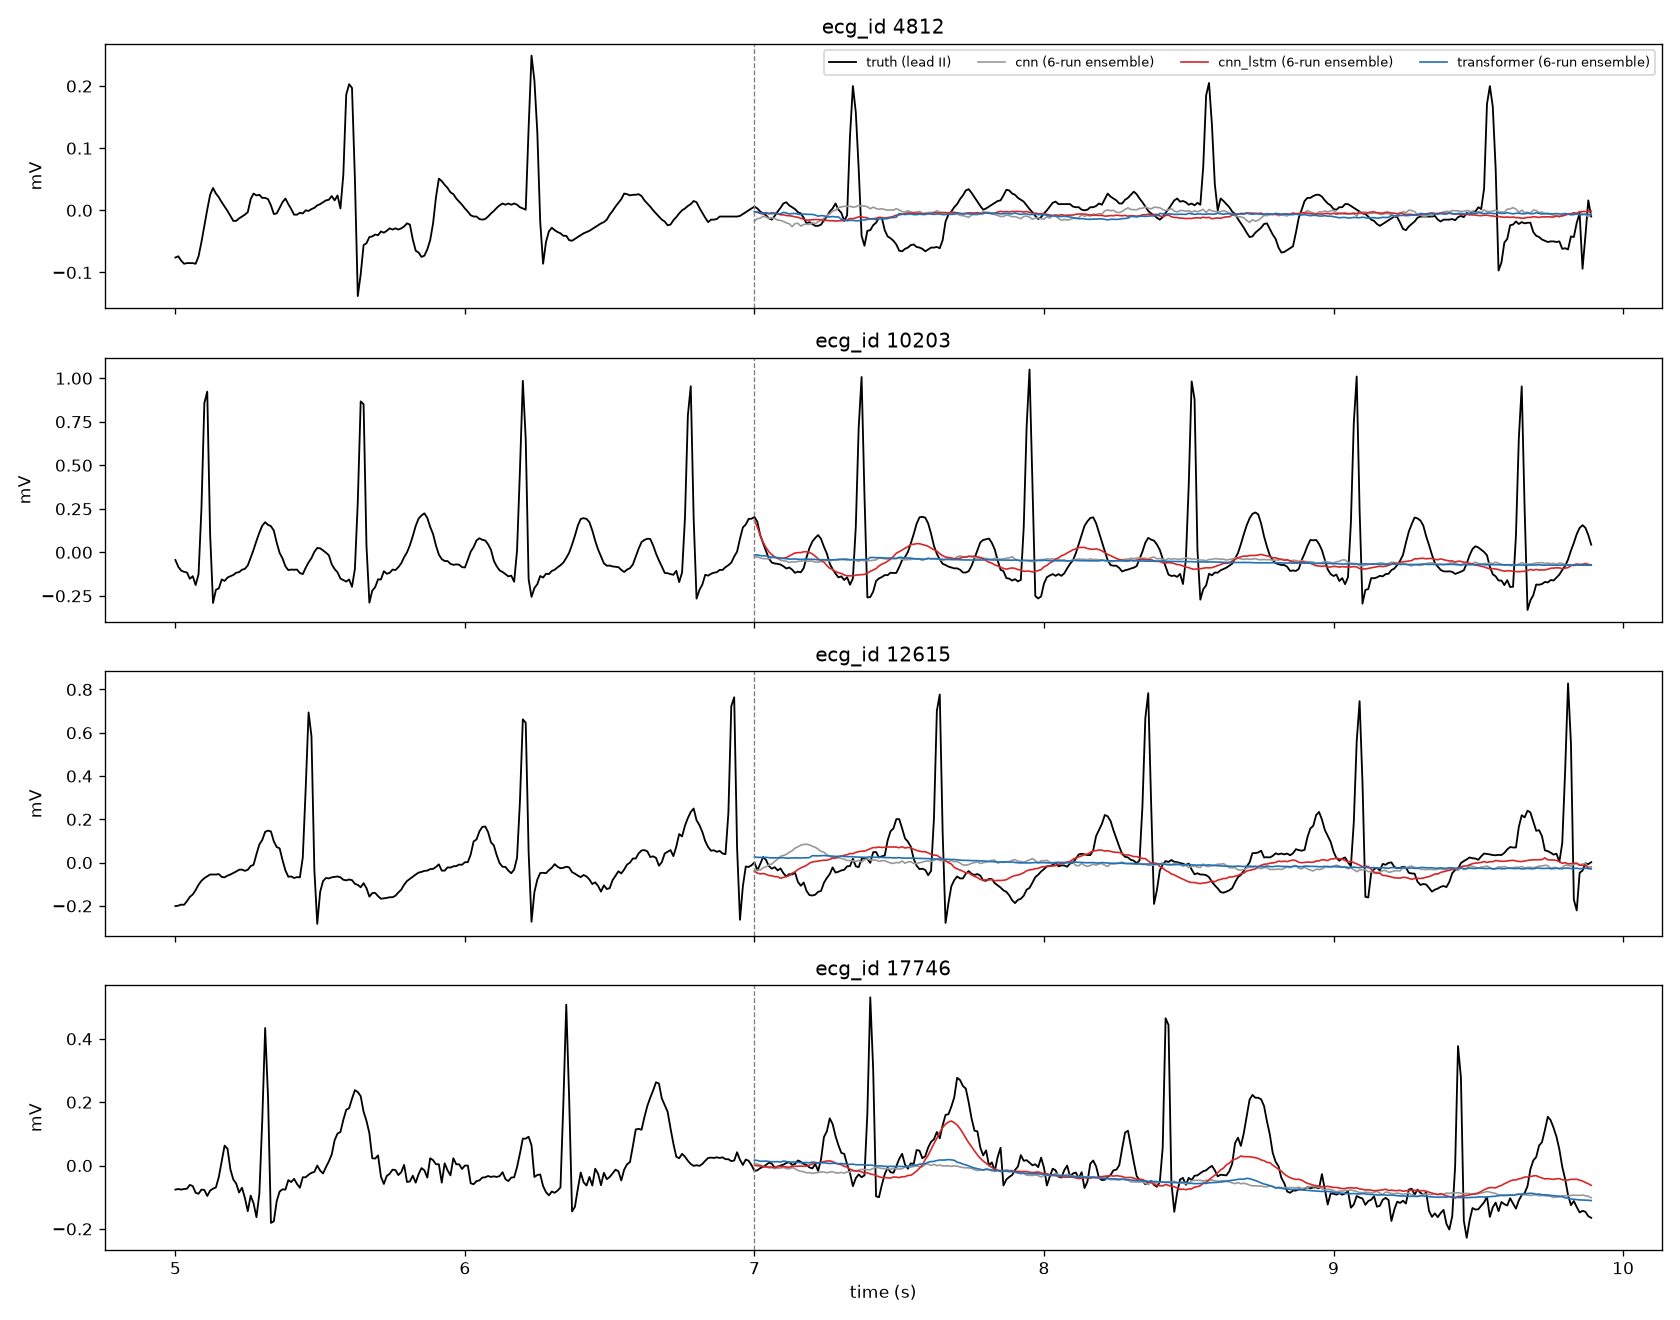 ecg_id 4812
truth (lead II) cnn (6-run ensemble) cnn_lstm (6-run ensemble) transformer (6-run ensemble)
mV
0.2
0.1
0.0
−0.1
ecg_id 10203
mV
1.00
0.75
0.50
0.25
0.00
−0.25
ecg_id 12615
mV
0.8
0.6
0.4
0.2
0.0
−0.2
ecg_id 17746
mV
0.4
0.2
0.0
−0.2
5 6 7 8 9 10
time (s)